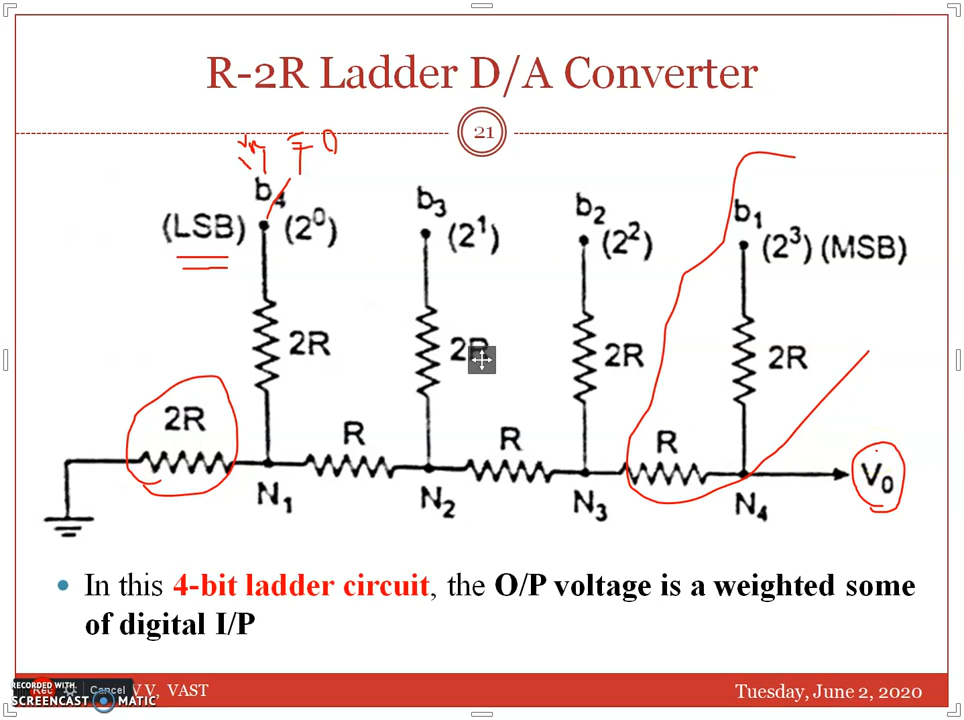 R-2R Ladder D/A Converter
21
b₄ b₃ b₂ b₁
(LSB) (2⁰) (2¹) (2²) (2³) (MSB)
2R 2R 2R 2R
2R R R R V₀
N₁ N₂ N₃ N₄
In this 4-bit ladder circuit, the O/P voltage is a weighted some
of digital I/P
RECORDED WITH
SCREENCAST MATIC
Rec Cancel V V, VAST Tuesday, June 2, 2020